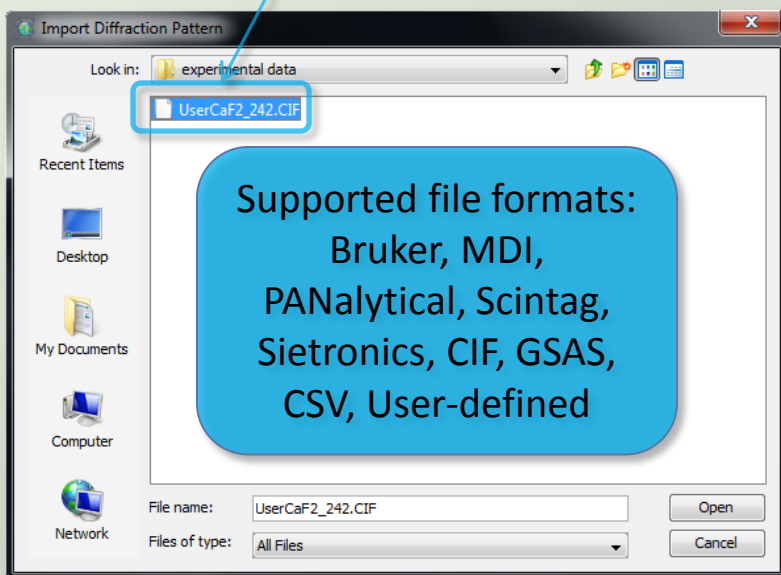 Import Diffraction Pattern
Look in: experimental data
UserCaF2_242.CIF
Recent Items
Desktop
My Documents
Computer
Network
Supported file formats:
Bruker, MDI,
PANalytical, Scintag,
Sietronics, CIF, GSAS,
CSV, User-defined
File name: UserCaF2_242.CIF Open
Files of type: All Files Cancel